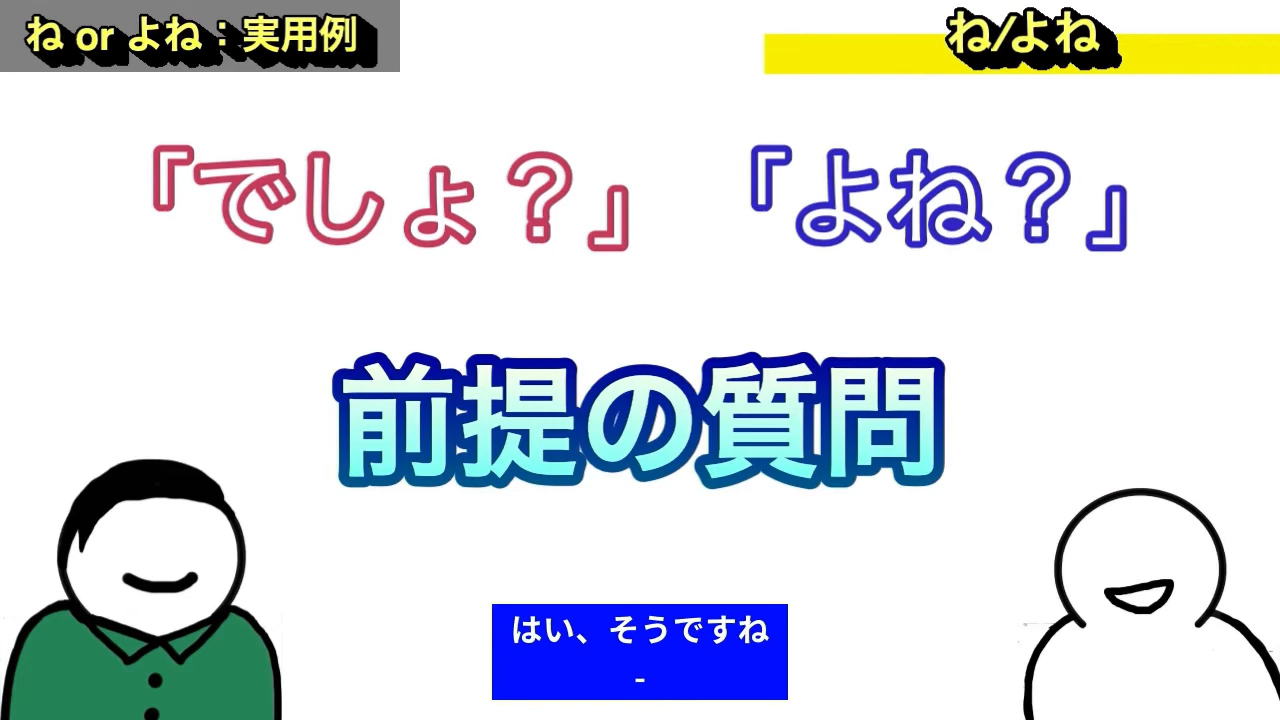 ね or よね：実用例
ね/よね
「でしょ？」「よね？」
前提の質問
はい、そうですね
-